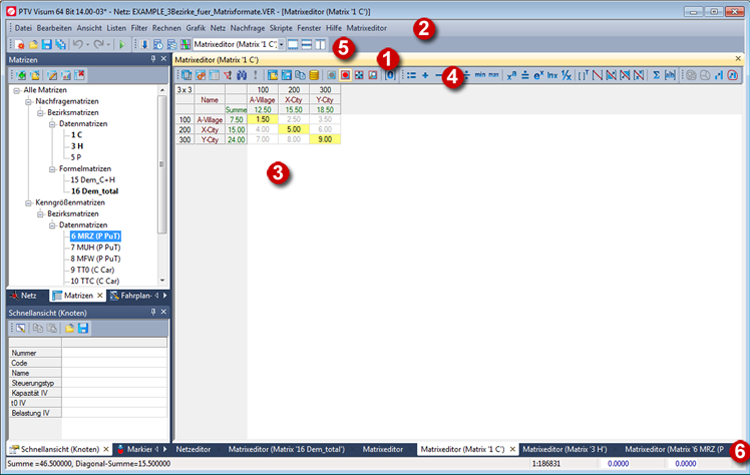 PTV Visum 64 Bit 14.00-03* - Netz: EXAMPLE_3Bezirke_fuer_Matrixformate.VER - [Matrixeditor (Matrix '1 C')]
Datei Bearbeiten Ansicht Listen Filter Rechnen Grafik Netz Nachfrage Skripte Fenster Hilfe Matrixeditor
2
Matrixeditor (Matrix '1 C')
5
1
Matrizen
Matrixeditor (Matrix '1 C')
min max
4
Alle Matrizen
Nachfragematrizen
Bezirksmatrizen
Datenmatrizen
1 C
3 H
5 P
Formelmatrizen
15 Dem_C+H
16 Dem_total
Kenngrößenmatrizen
Bezirksmatrizen
Datenmatrizen
6 MRZ (P PuT)
7 MUH (P PuT)
8 MFW (P PuT)
9 TT0 (C Car)
10 TTC (C Car)
Netz Matrizen Fahrplan-
3 x 3 100 200 300
Name A-Village X-City Y-City
Summe 12.50 15.50 18.50
100 A-Village 7.50 1.50 2.50 3.50
200 X-City 15.00 4.00 5.00 6.00
300 Y-City 24.00 7.00 8.00 9.00
3
Schnellansicht (Knoten)
Nummer
Code
Name
Steuerungstyp
Kapazität IV
t0 IV
Belastung IV
Schnellansicht (Knoten) Markier
Netzeditor Matrixeditor (Matrix '16 Dem_total') Matrixeditor Matrixeditor (Matrix '1 C') Matrixeditor (Matrix '3 H') Matrixeditor (Matrix '6 MRZ (P
6
Summe =46.500000, Diagonal-Summe=15.500000 1:186831 0.0000 0.0000